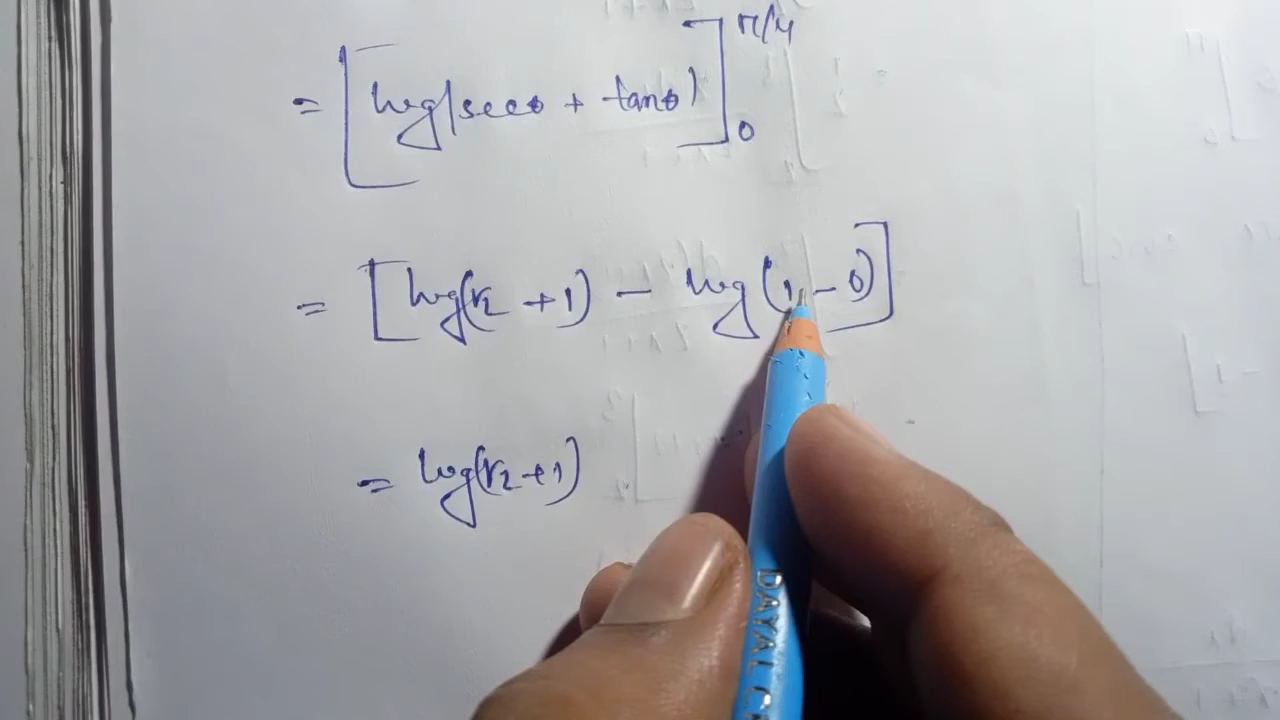 = [log|secθ + tanθ|]₀^π/4
= [log(√2 + 1) − log(1 − 0)]
= log(√2 + 1)
DAYAL C